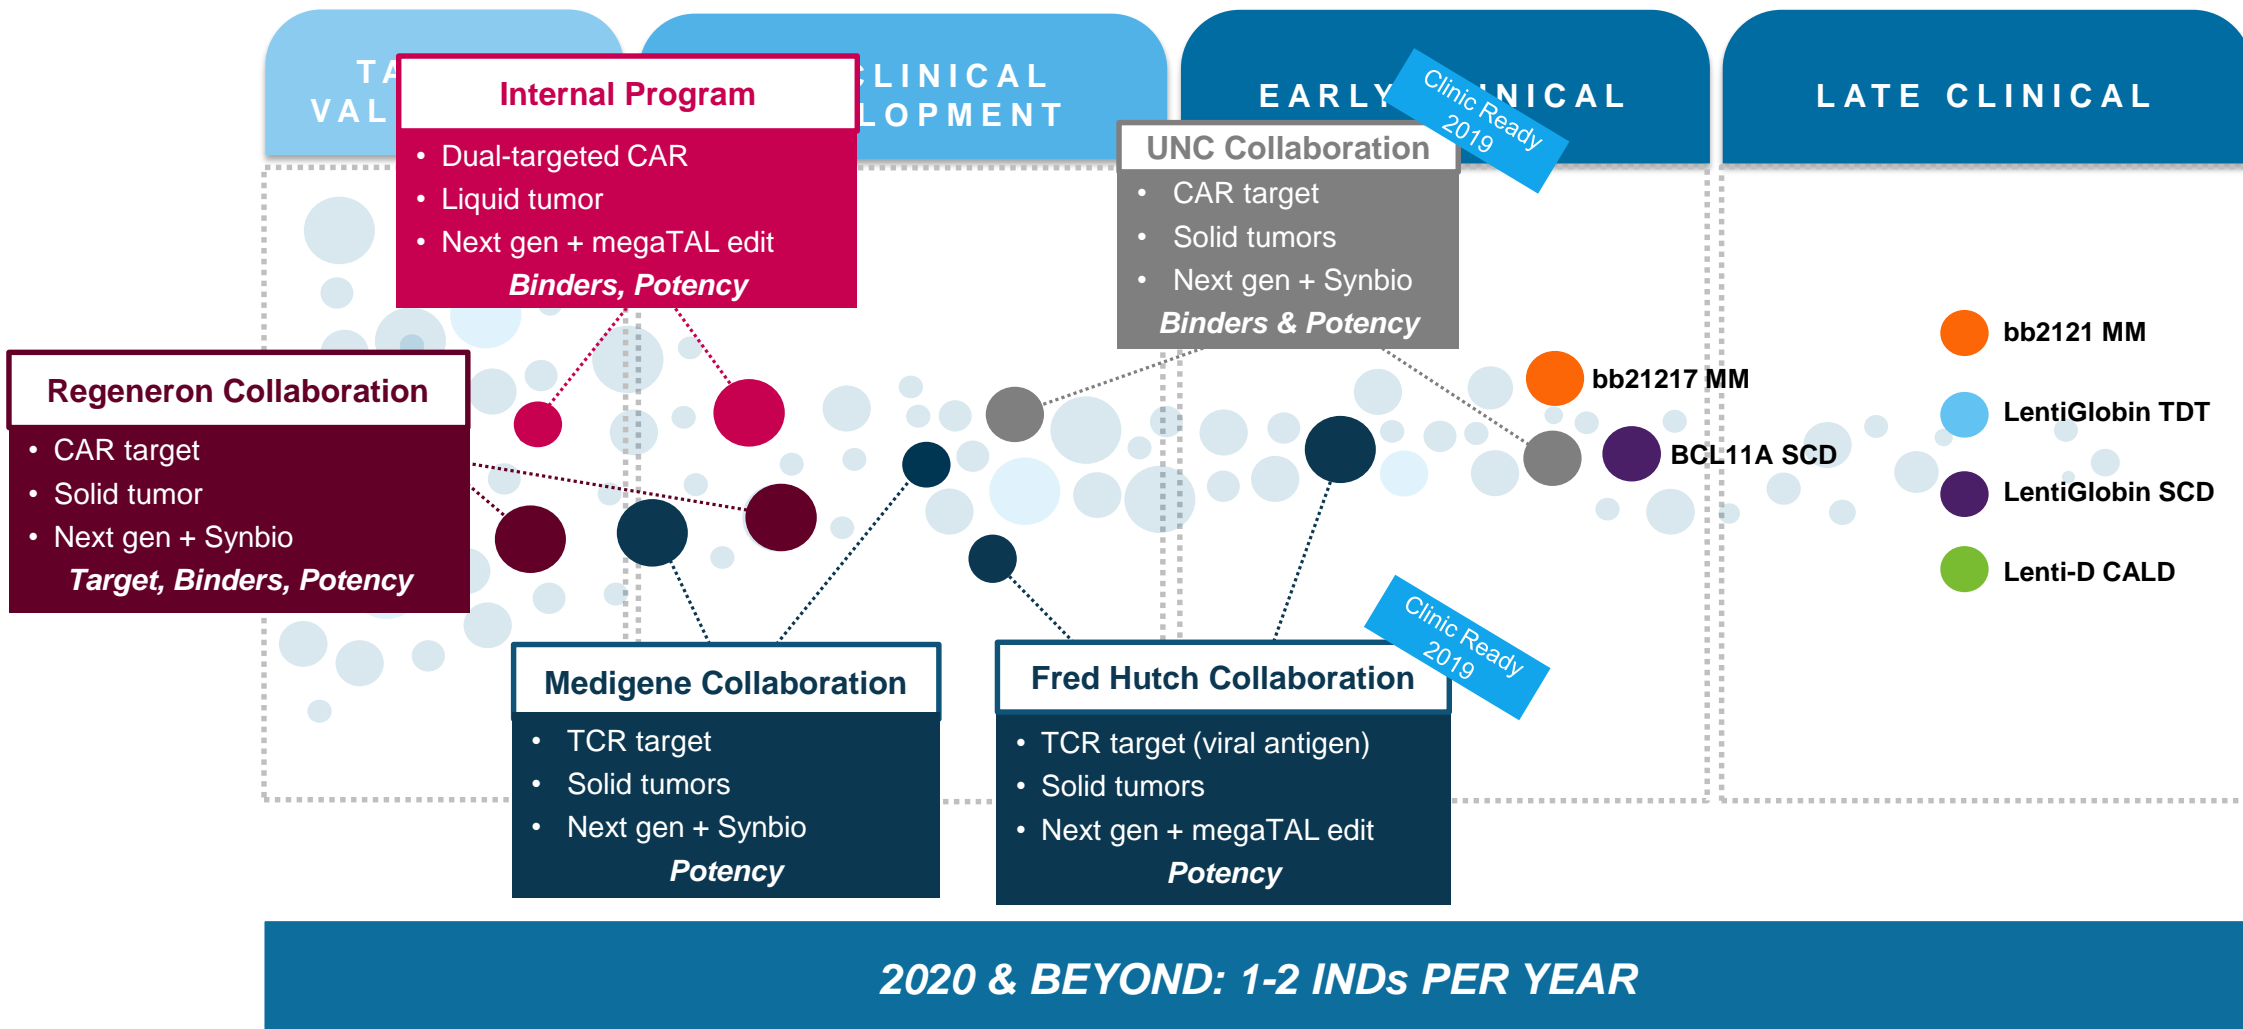 TA
VAL
CLINICAL
LOPMENT
EARLY
NICAL
LATE CLINICAL
Internal Program
• Dual-targeted CAR
• Liquid tumor
• Next gen + megaTAL edit
Binders, Potency
Clinic Ready
2019
UNC Collaboration
• CAR target
• Solid tumors
• Next gen + Synbio
Binders & Potency
Regeneron Collaboration
• CAR target
• Solid tumor
• Next gen + Synbio
Target, Binders, Potency
bb21217 MM
BCL11A SCD
bb2121 MM
LentiGlobin TDT
LentiGlobin SCD
Lenti-D CALD
Medigene Collaboration
• TCR target
• Solid tumors
• Next gen + Synbio
Potency
Fred Hutch Collaboration
• TCR target (viral antigen)
• Solid tumors
• Next gen + megaTAL edit
Potency
Clinic Ready
2019
2020 & BEYOND: 1-2 INDs PER YEAR